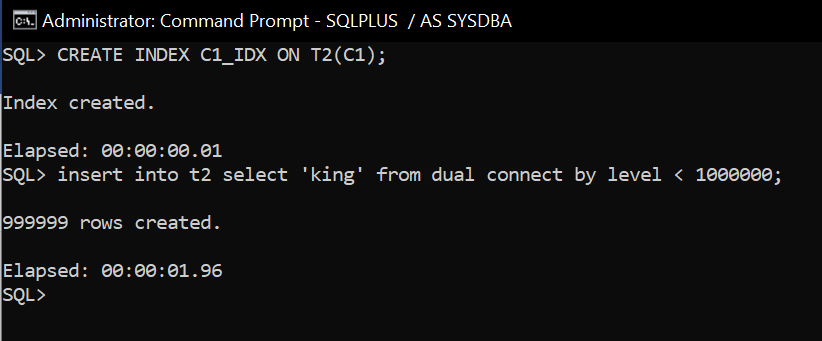 Administrator: Command Prompt - SQLPLUS / AS SYSDBA
SQL> CREATE INDEX C1_IDX ON T2(C1);
Index created.
Elapsed: 00:00:00.01
SQL> insert into t2 select 'king' from dual connect by level < 1000000;
999999 rows created.
Elapsed: 00:00:01.96
SQL>